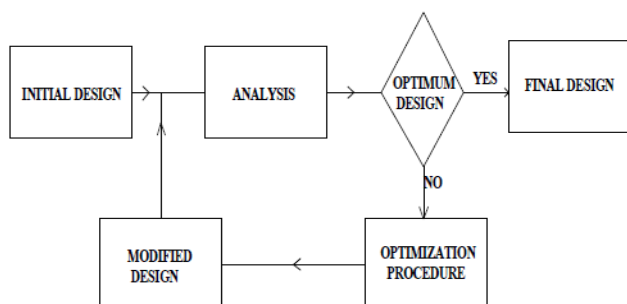 INITIAL DESIGN
ANALYSIS
OPTIMUM
DESIGN
YES
FINAL DESIGN
NO
MODIFIED
DESIGN
OPTIMIZATION
PROCEDURE